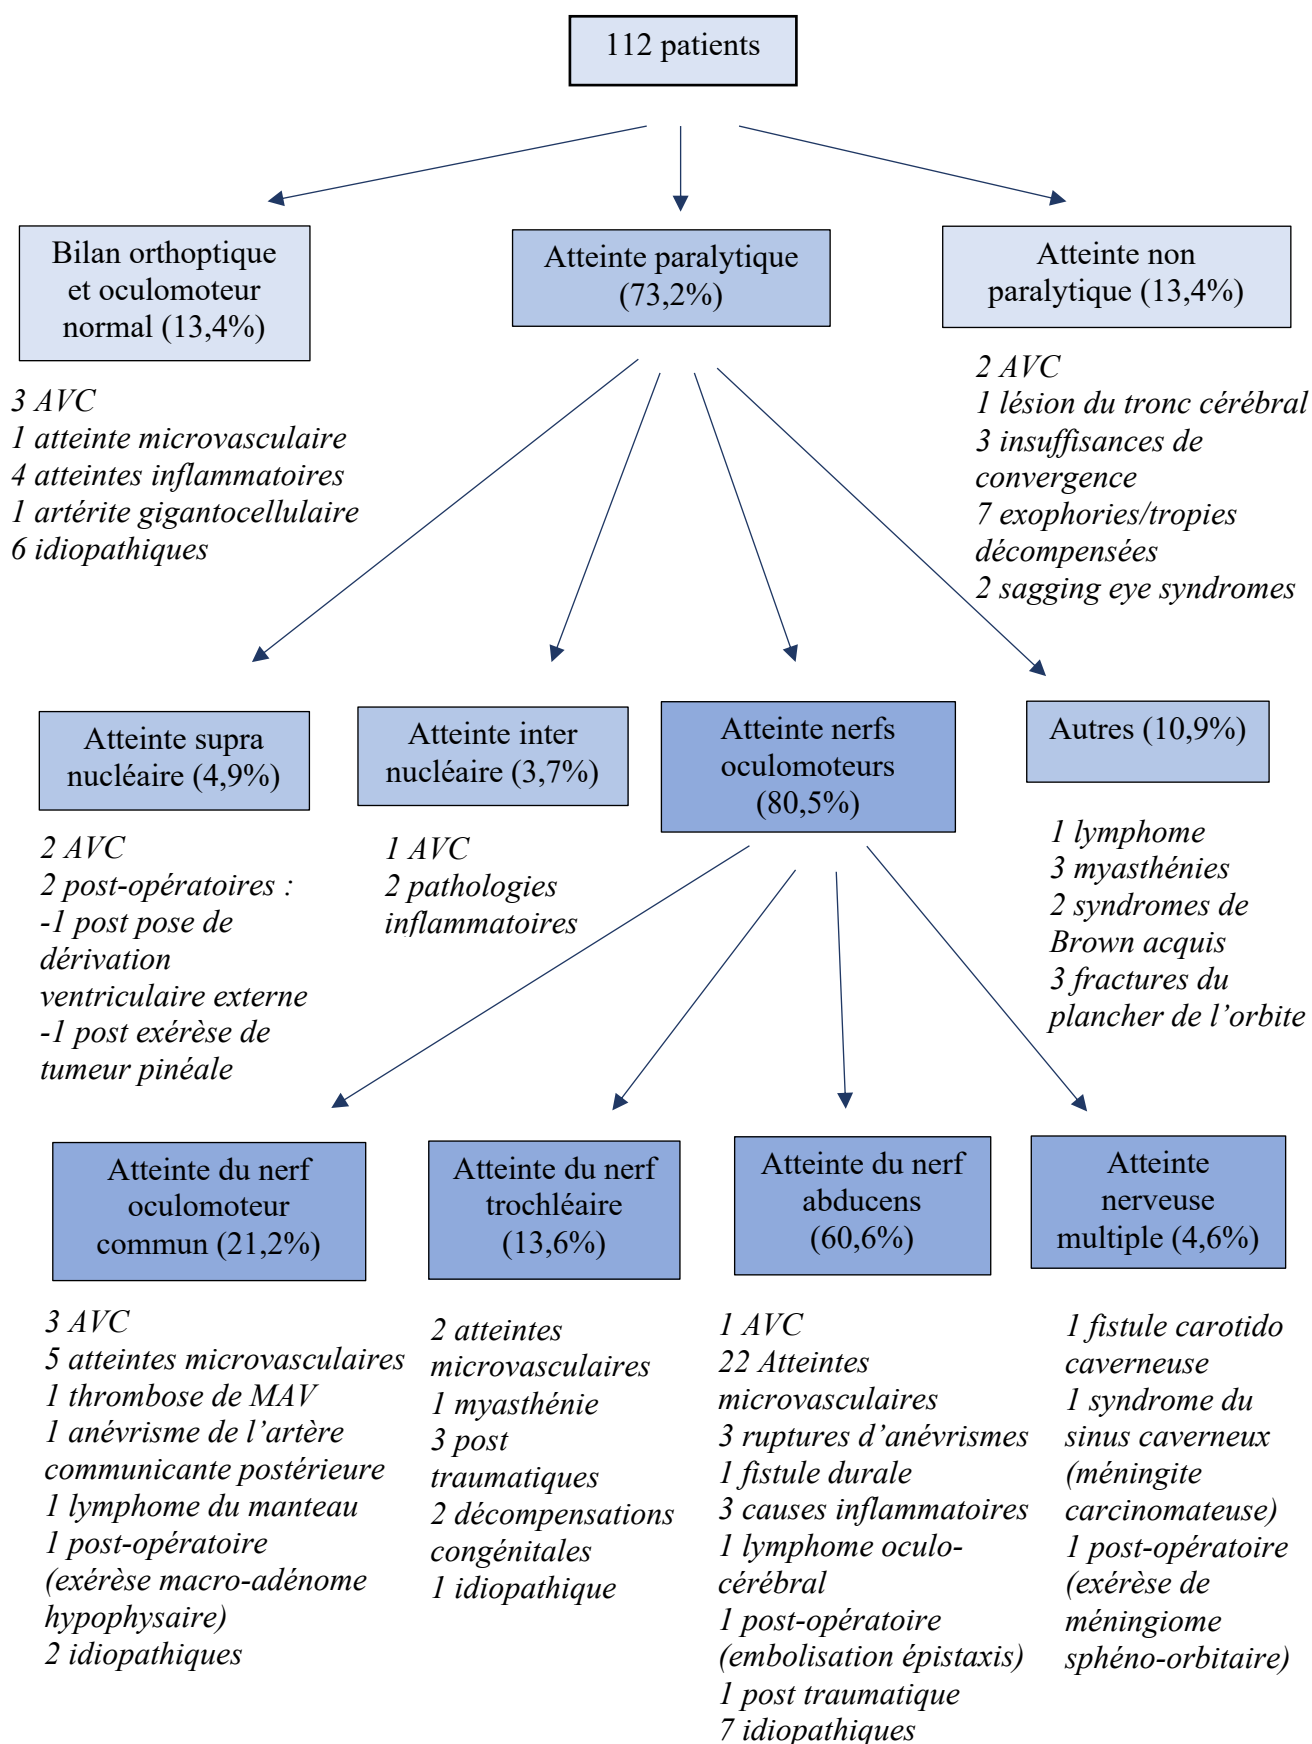 112 patients
Bilan orthoptique
et oculomoteur
normal (13,4%)
3 AVC
1 atteinte microvasculaire
4 atteintes inflammatoires
1 artérite gigantocellulaire
6 idiopathiques
Atteinte paralytique
(73,2%)
Atteinte non
paralytique (13,4%)
2 AVC
1 lésion du tronc cérébral
3 insuffisances de
convergence
7 exophories/tropies
décompensées
2 sagging eye syndromes
Atteinte supra
nucléaire (4,9%)
2 AVC
2 post-opératoires :
-1 post pose de
dérivation
ventriculaire externe
-1 post exérèse de
tumeur pinéale
Atteinte inter
nucléaire (3,7%)
1 AVC
2 pathologies
inflammatoires
Atteinte nerfs
oculomoteurs
(80,5%)
Autres (10,9%)
1 lymphome
3 myasthénies
2 syndromes de
Brown acquis
3 fractures du
plancher de l’orbite
Atteinte du nerf
oculomoteur
commun (21,2%)
3 AVC
5 atteintes microvasculaires
1 thrombose de MAV
1 anévrisme de l’artère
communicante postérieure
1 lymphome du manteau
1 post-opératoire
(exérèse macro-adénome
hypophysaire)
2 idiopathiques
Atteinte du nerf
trochléaire
(13,6%)
2 atteintes
microvasculaires
1 myasthénie
3 post
traumatiques
2 décompensations
congénitales
1 idiopathique
Atteinte du nerf
abducens
(60,6%)
1 AVC
22 Atteintes
microvasculaires
3 ruptures d’anévrismes
1 fistule durale
3 causes inflammatoires
1 lymphome oculo-
cérébral
1 post-opératoire
(embolisation épistaxis)
1 post traumatique
7 idiopathiques
Atteinte
nerveuse
multiple (4,6%)
1 fistule carotido
caverneuse
1 syndrome du
sinus caverneux
(méningite
carcinomateuse)
1 post-opératoire
(exérèse de
méningiome
sphéno-orbitaire)